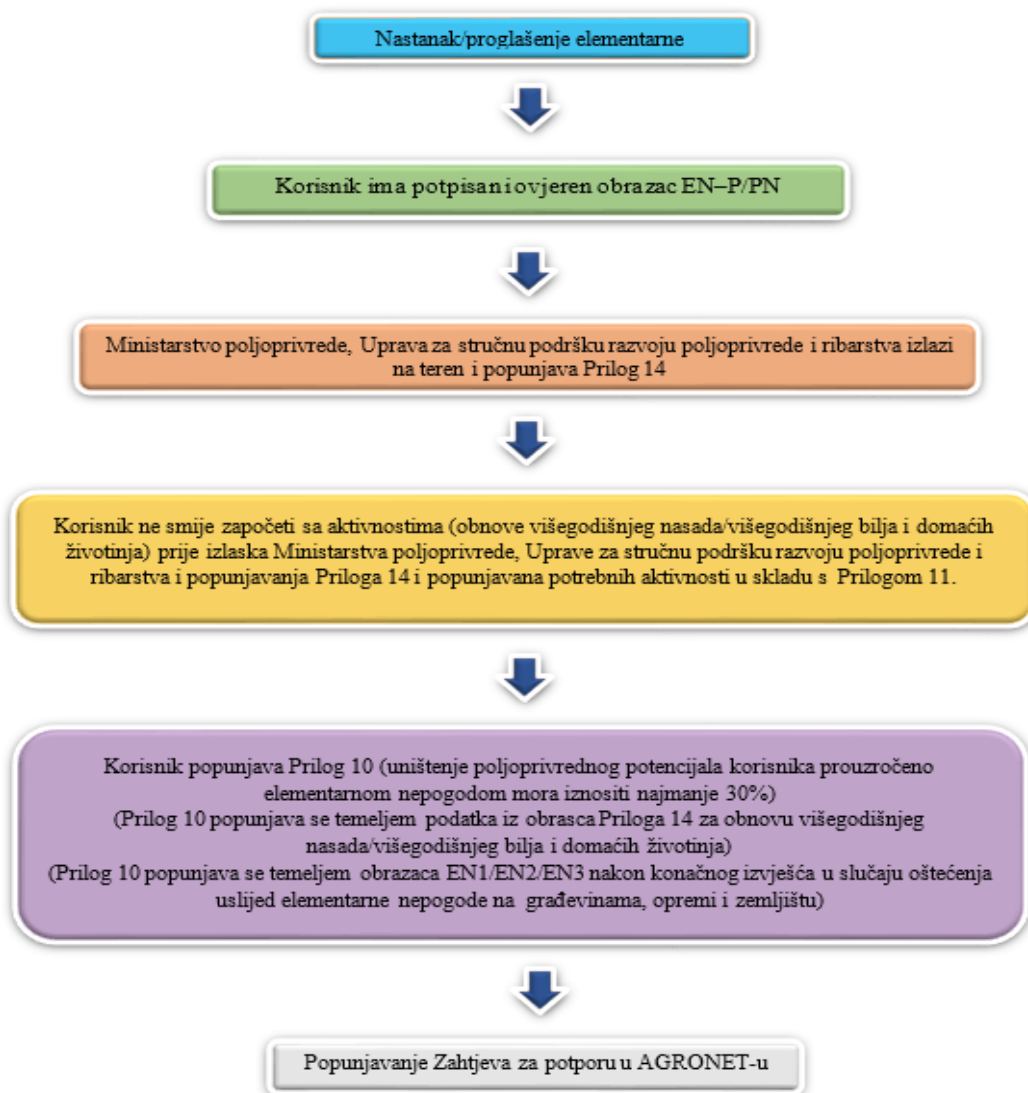 Nastanak/proglašenje elementarne
Korisnik ima potpisani ovjeren obrazac EN–P/PN
Ministarstvo poljoprivrede, Uprava za stručnu podršku razvoju poljoprivrede i ribarstva izlazi
na teren i popunjava Prilog 14
Korisnik ne smije započeti sa aktivnostima (obnove višegodišnjeg nasada/višegodišnjeg bilja i domaćih
životinja) prije izlaska Ministarstva poljoprivrede, Uprave za stručnu podršku razvoju poljoprivrede i
ribarstva i popunjavanja Priloga 14 i popunjavana potrebnih aktivnosti u skladu s Prilogom 11.
Korisnik popunjava Prilog 10 (uništenje poljoprivrednog potencijala korisnika prouzročeno
elementarnom nepogodom mora iznositi najmanje 30%)
(Prilog 10 popunjava se temeljem podatka iz obrasca Priloga 14 za obnovu višegodišnjeg
nasada/višegodišnjeg bilja i domaćih životinja)
(Prilog 10 popunjava se temeljem obrazaca EN1/EN2/EN3 nakon konačnog izvješća u slučaju oštećenja
uslijed elementarne nepogode na građevinama, opremi i zemljištu)
Popunjavanje Zahtjeva za potporu u AGRONET-u